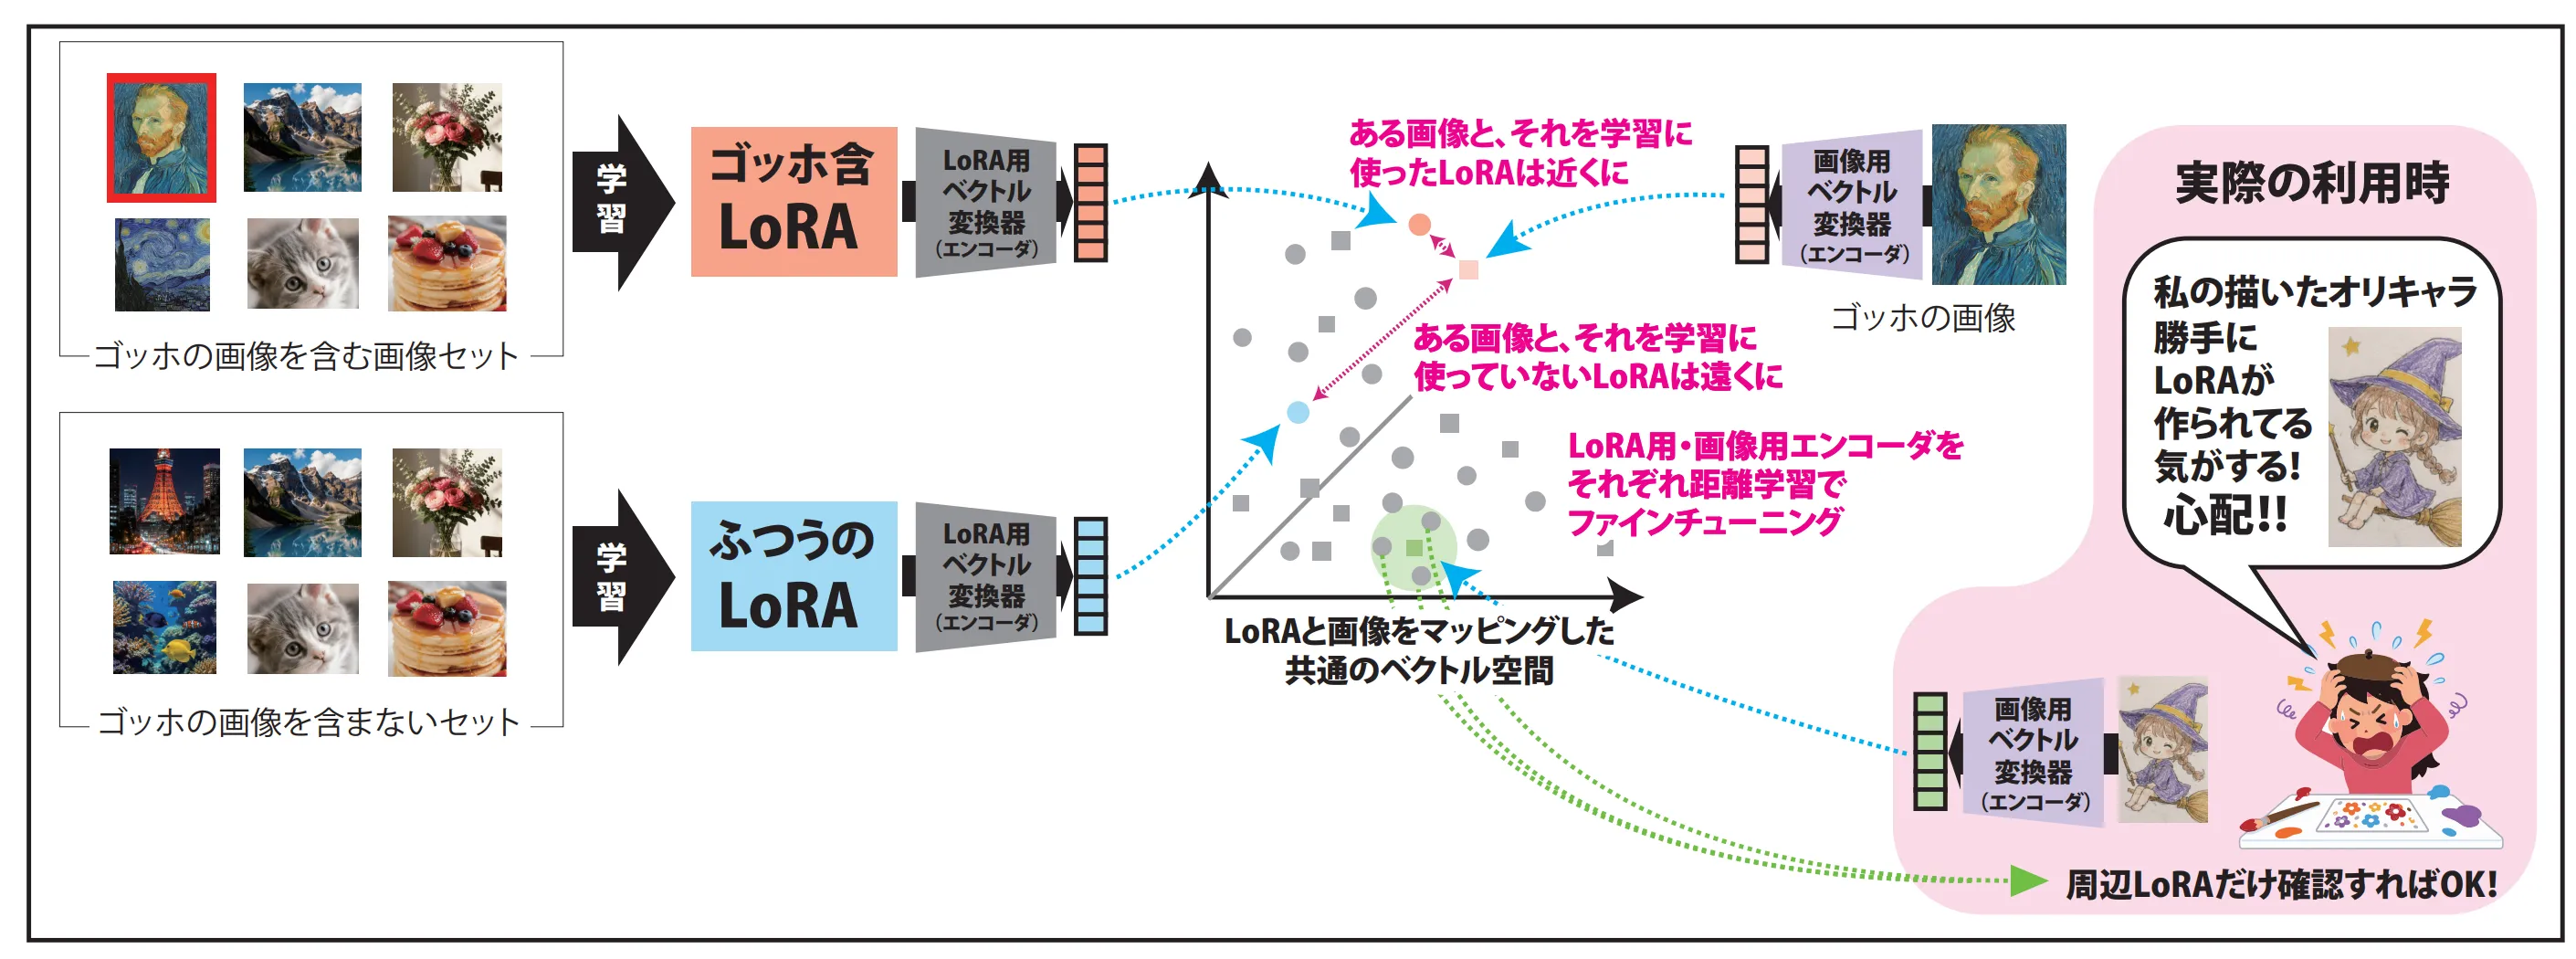 ゴッホの画像を含む画像セット
学習
ゴッホ含
LoRA
LoRA用
ベクトル
変換器
(エンコーダ)
ゴッホの画像を含まないセット
学習
ふつうの
LoRA
LoRA用
ベクトル
変換器
(エンコーダ)
ある画像と、それを学習に
使ったLoRAは近くに
ある画像と、それを学習に
使っていないLoRAは遠くに
LoRA用・画像用エンコーダを
それぞれ距離学習で
ファインチューニング
LoRAと画像をマッピングした
共通のベクトル空間
画像用
ベクトル
変換器
(エンコーダ)
ゴッホの画像
実際の利用時
私の描いたオリキャラ
勝手に
LoRAが
作られてる
気がする!
心配!!
画像用
ベクトル
変換器
(エンコーダ)
周辺LoRAだけ確認すればOK!